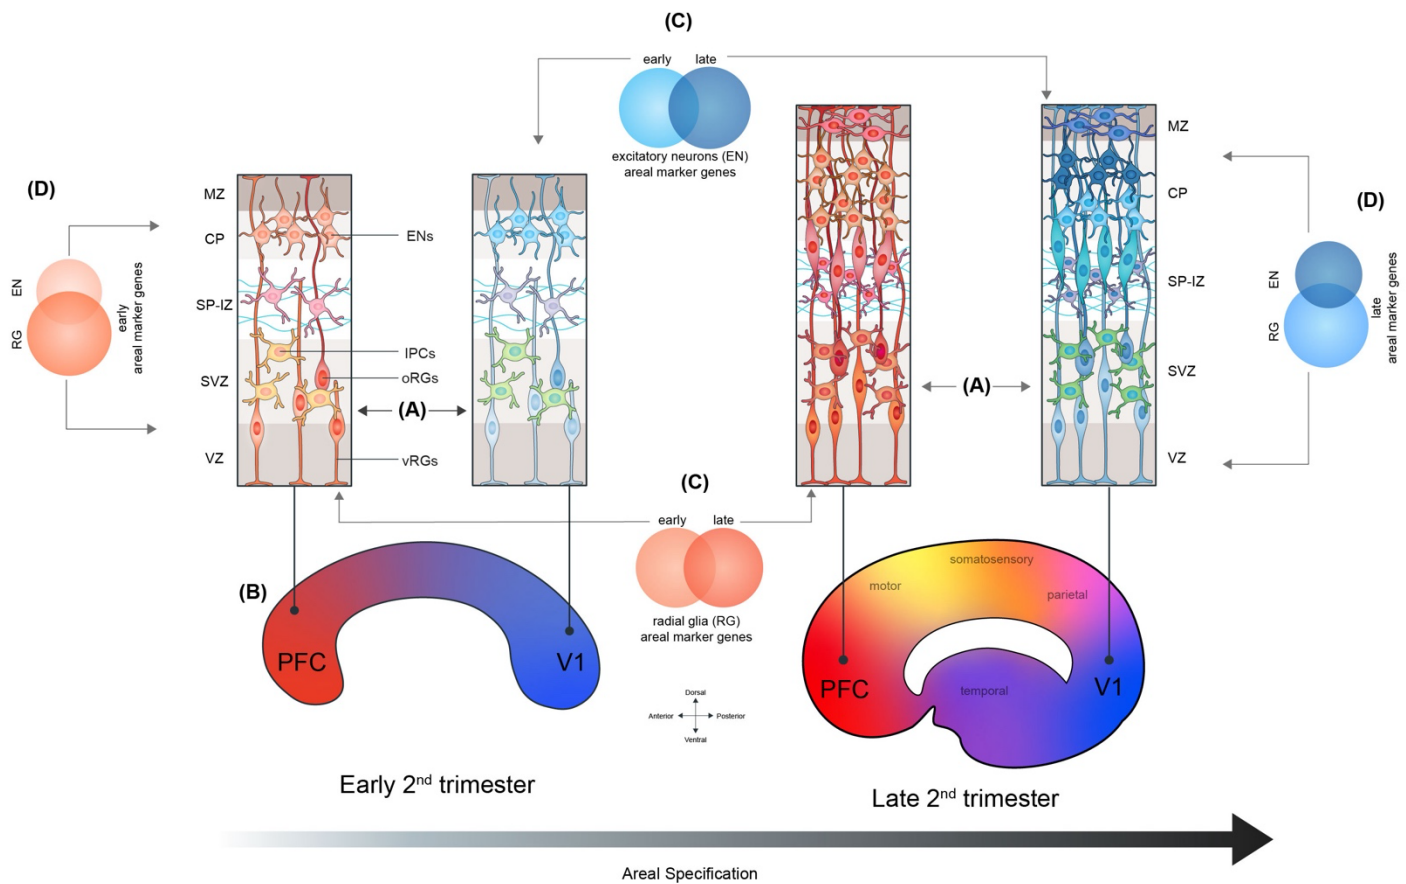 (C)
early late
excitatory neurons (EN)
areal marker genes
(D)
EN
RG
early
areal marker genes
MZ
CP
SP-IZ
SVZ
VZ
ENs
IPCs
oRGs
(A)
vRGs
(A)
MZ
CP
SP-IZ
SVZ
VZ
(D)
EN
RG
late
areal marker genes
(C)
early late
radial glia (RG)
areal marker genes
(B)
PFC
V1
Dorsal
Anterior Posterior
Ventral
motor
somatosensory
parietal
temporal
PFC
V1
Early 2nd trimester
Late 2nd trimester
Areal Specification